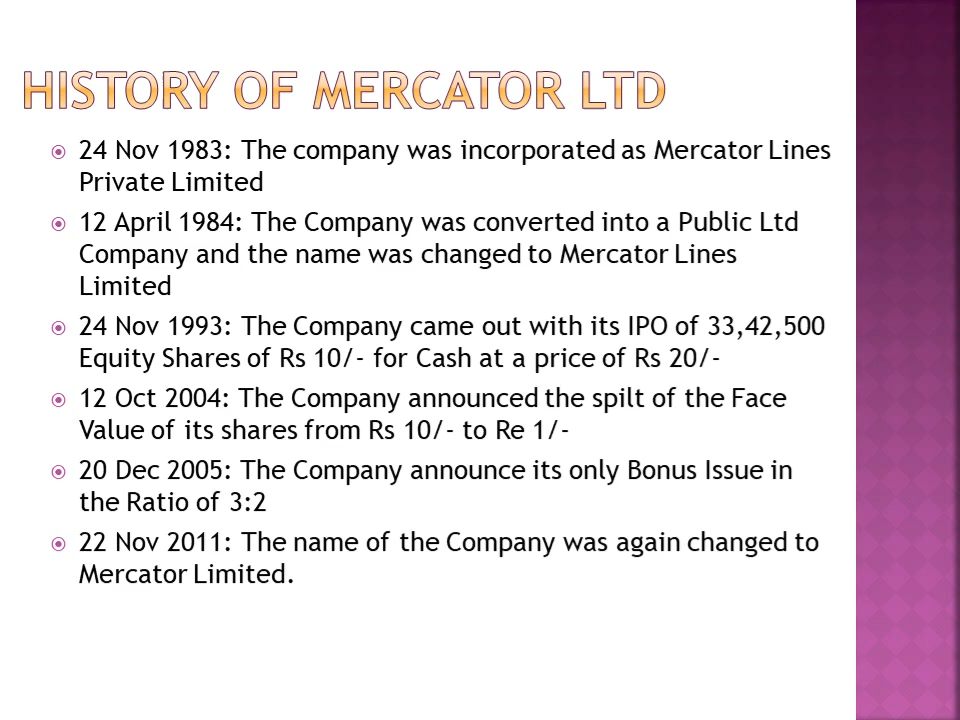 HISTORY OF MERCATOR LTD
24 Nov 1983: The company was incorporated as Mercator Lines
Private Limited
12 April 1984: The Company was converted into a Public Ltd
Company and the name was changed to Mercator Lines
Limited
24 Nov 1993: The Company came out with its IPO of 33,42,500
Equity Shares of Rs 10/- for Cash at a price of Rs 20/-
12 Oct 2004: The Company announced the spilt of the Face
Value of its shares from Rs 10/- to Re 1/-
20 Dec 2005: The Company announce its only Bonus Issue in
the Ratio of 3:2
22 Nov 2011: The name of the Company was again changed to
Mercator Limited.